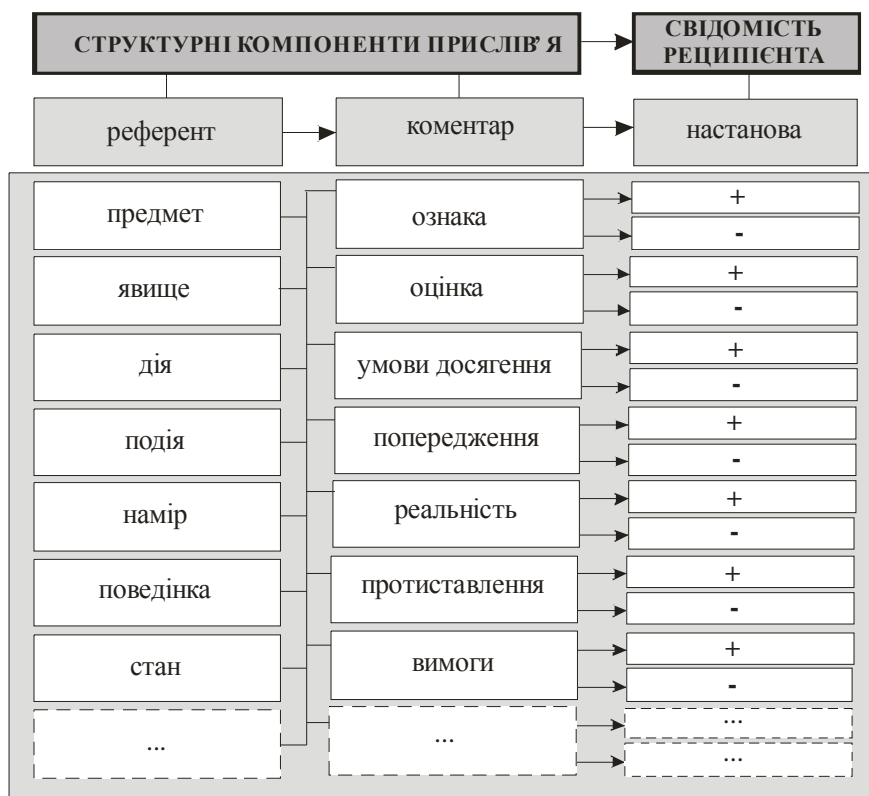 СТРУКТУРНІ КОМПОНЕНТИ ПРИСЛІВ’Я
СВІДОМІСТЬ
РЕЦИПІЄНТА
референт
коментар
настанова
предмет
ознака
+
-
явище
оцінка
+
-
дія
умови досягення
+
-
подія
попередження
+
-
намір
реальність
+
-
поведінка
протиставлення
+
-
стан
вимоги
+
-
...
...
...
...